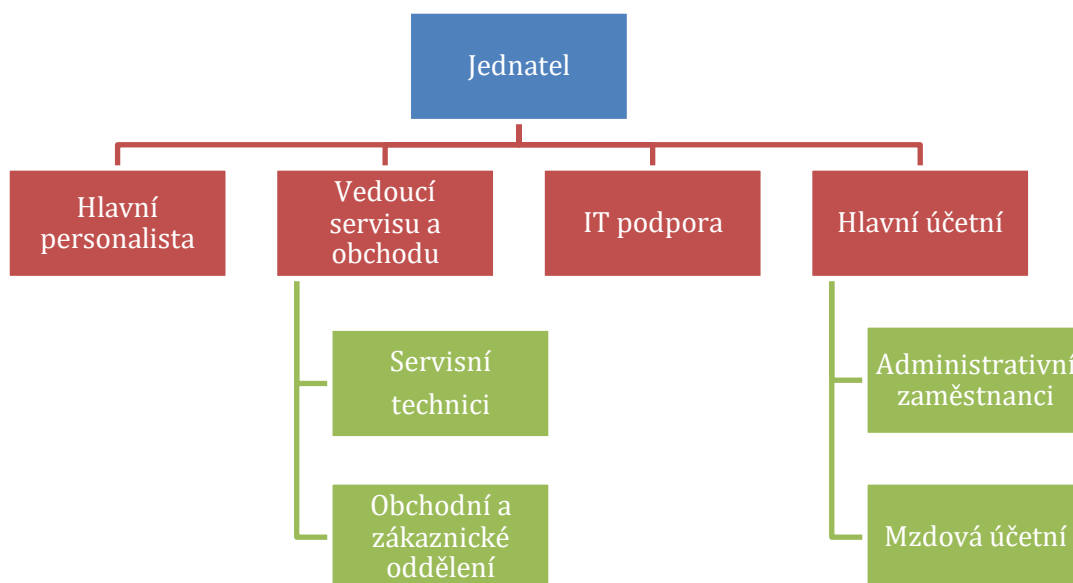 Jednatel
Hlavní
personalista
Vedoucí
servisu a
obchodu
IT podpora
Hlavní účetní
Servisní
technici
Obchodní a
zákaznické
oddělení
Administrativní
zaměstnanci
Mzdová účetní